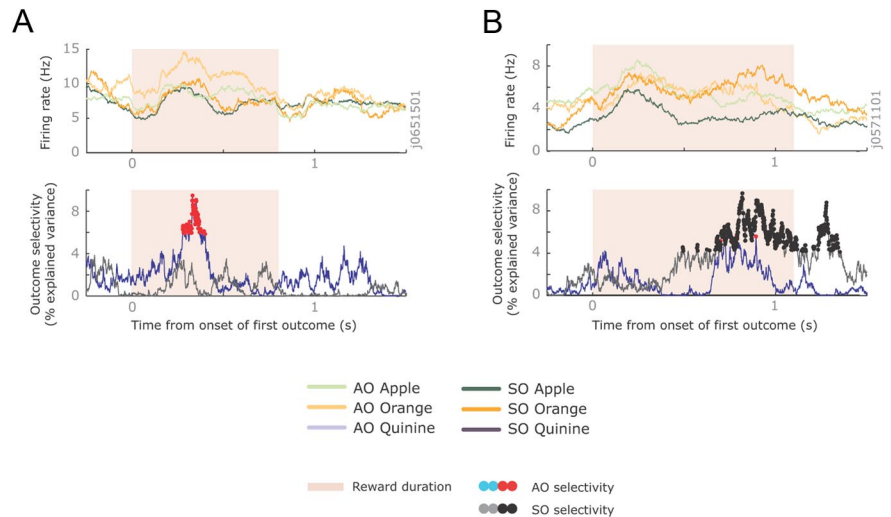 A
B
Firing rate (Hz)
15
10
5
0
0
1
j0651501
Firing rate (Hz)
8
4
0
0
1
j0571101
Outcome selectivity
(% explained variance)
8
4
0
0
1
Time from onset of first outcome (s)
Outcome selectivity
(% explained variance)
8
4
0
0
1
Time from onset of first outcome (s)
AO Apple
SO Apple
AO Orange
SO Orange
AO Quinine
SO Quinine
Reward duration
AO selectivity
SO selectivity